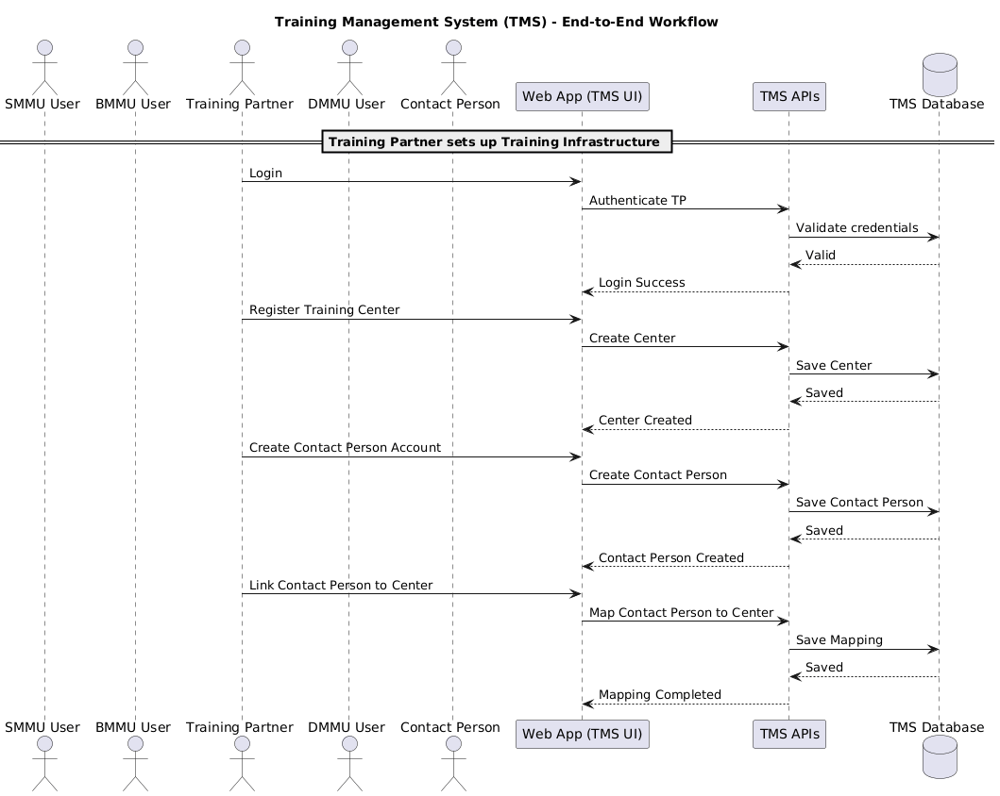 Training Management System (TMS) - End-to-End Workflow
SMMU User
BMMU User
Training Partner
DMMU User
Contact Person
Web App (TMS UI)
TMS APIs
TMS Database
Training Partner sets up Training Infrastructure
Login
Authenticate TP
Validate credentials
Valid
Login Success
Register Training Center
Create Center
Save Center
Saved
Center Created
Create Contact Person Account
Create Contact Person
Save Contact Person
Saved
Contact Person Created
Link Contact Person to Center
Map Contact Person to Center
Save Mapping
Saved
Mapping Completed
SMMU User
BMMU User
Training Partner
DMMU User
Contact Person
Web App (TMS UI)
TMS APIs
TMS Database